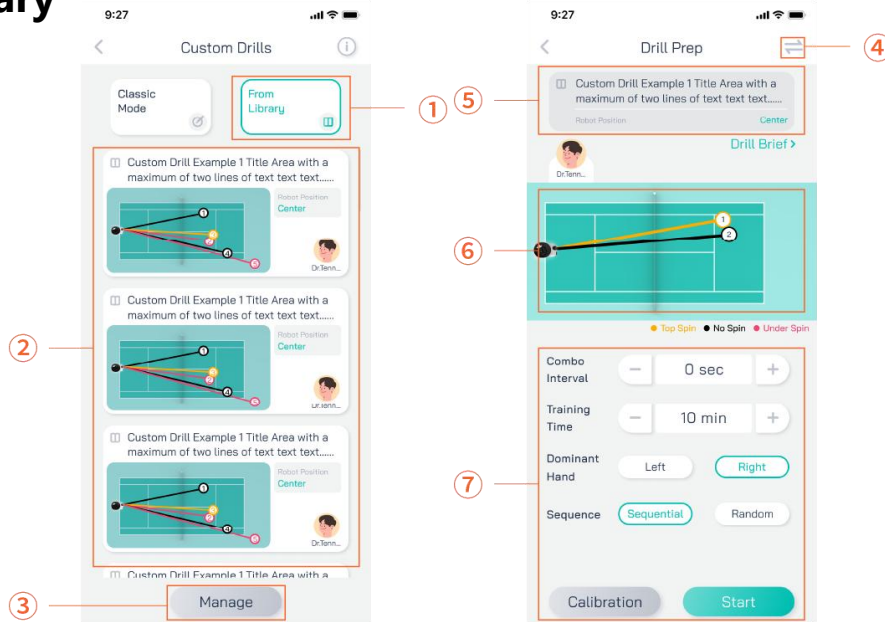 ary
9:27
Custom Drills
Classic
Mode
From
Library
①
Custom Drill Example 1 Title Area with a
maximum of two lines of text text text......
Robot Position
Center
Dr.Tenn...
Custom Drill Example 1 Title Area with a
maximum of two lines of text text text......
Robot Position
Center
Dr.Tenn...
Custom Drill Example 1 Title Area with a
maximum of two lines of text text text......
Robot Position
Center
Dr.Tenn...
②
Custom Drill Example 1 Title Area with a
Manage
③
9:27
Drill Prep
④
⑤
Custom Drill Example 1 Title Area with a
maximum of two lines of text text text......
Robot Position
Center
Dr.Tenn...
Drill Brief >
1
2
⑥
Top Spin No Spin Under Spin
Combo
Interval
− 0 sec +
Training
Time
− 10 min +
Dominant
Hand
Left Right
⑦
Sequence Sequential Random
Calibration Start